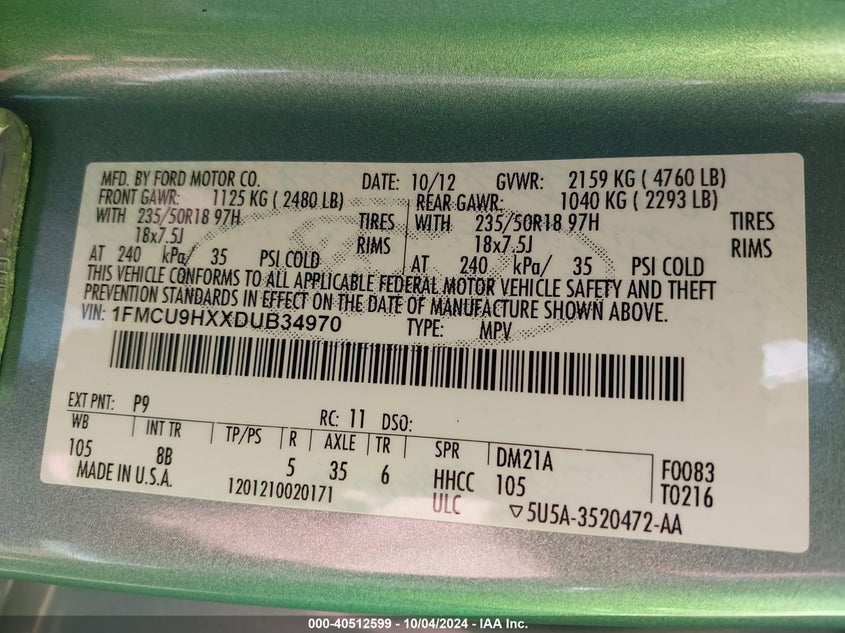 MFD. BY FORD MOTOR CO. DATE: 10/12 GVWR: 2159 KG ( 4760 LB)
FRONT GAWR: 1125 KG ( 2480 LB) REAR GAWR: 1040 KG ( 2293 LB)
WITH 235/50R18 97H TIRES WITH 235/50R18 97H TIRES
18x7.5J RIMS 18x7.5J RIMS
AT 240 kPa/ 35 PSI COLD AT 240 kPa/ 35 PSI COLD
THIS VEHICLE CONFORMS TO ALL APPLICABLE FEDERAL MOTOR VEHICLE SAFETY AND THEFT
PREVENTION STANDARDS IN EFFECT ON THE DATE OF MANUFACTURE SHOWN ABOVE.
VIN: 1FMCU9HXXDUB34970 TYPE: MPV
EXT PNT: P9 RC: 11 DSO:
WB INT TR TP/PS R AXLE TR SPR DM21A F0083
105 8B 5 35 6 HHCC 105 T0216
MADE IN U.S.A. 1201210020171 ULC ▽5U5A-3520472-AA
000-40512599 - 10/04/2024 - IAA Inc.